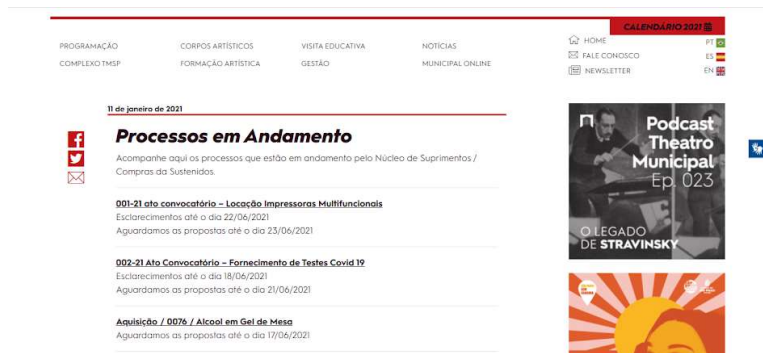 CALENDÁRIO 2021
PROGRAMAÇÃO
CORPOS ARTÍSTICOS
VISITA EDUCATIVA
NOTÍCIAS
COMPLEXO TMSP
FORMAÇÃO ARTÍSTICA
GESTÃO
MUNICIPAL ONLINE
HOME
FALE CONOSCO
NEWSLETTER
PT
ES
EN
11 de janeiro de 2021
Processos em Andamento
Acompanhe aqui os processos que estão em andamento pelo Núcleo de Suprimentos /
Compras da Sustenidos.
001-21 ato convocatório – Locação Impressoras Multifuncionais
Esclarecimentos até o dia 22/06/2021
Aguardamos as propostas até o dia 23/06/2021
002-21 Ato Convocatório – Fornecimento de Testes Covid 19
Esclarecimentos até o dia 18/06/2021
Aguardamos as propostas até o dia 21/06/2021
Aquisição / 0076 / Alcool em Gel de Mesa
Aguardamos as propostas até o dia 17/06/2021
Podcast
Theatro
Municipal
Ep. 023
O LEGADO
DE STRAVINSKY